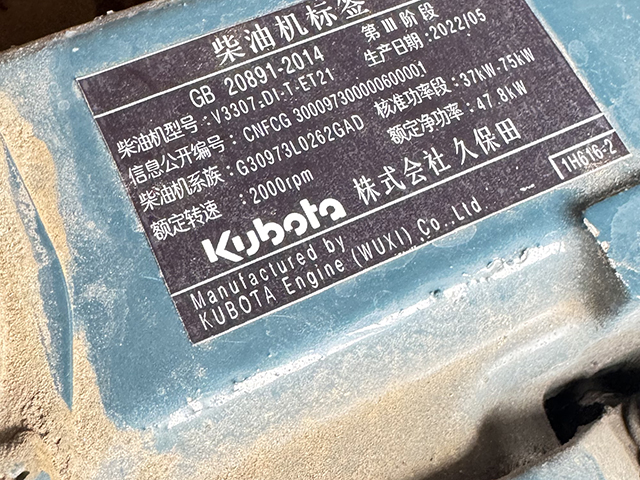 柴油机标签
GB 20891-2014 第Ⅲ阶段
柴油机型号：V3307-DI-T-ET21 生产日期：2022/05
信息公开编号：CNFCG 300097300000600001
柴油机系族：G30973L0262GAD 核准功率段：37kW-75kW
额定转速：2000rpm 额定净功率：47.8kW
Kubota 株式会社 久保田
1H616-2
Manufactured by
KUBOTA Engine (WUXI) Co. Ltd